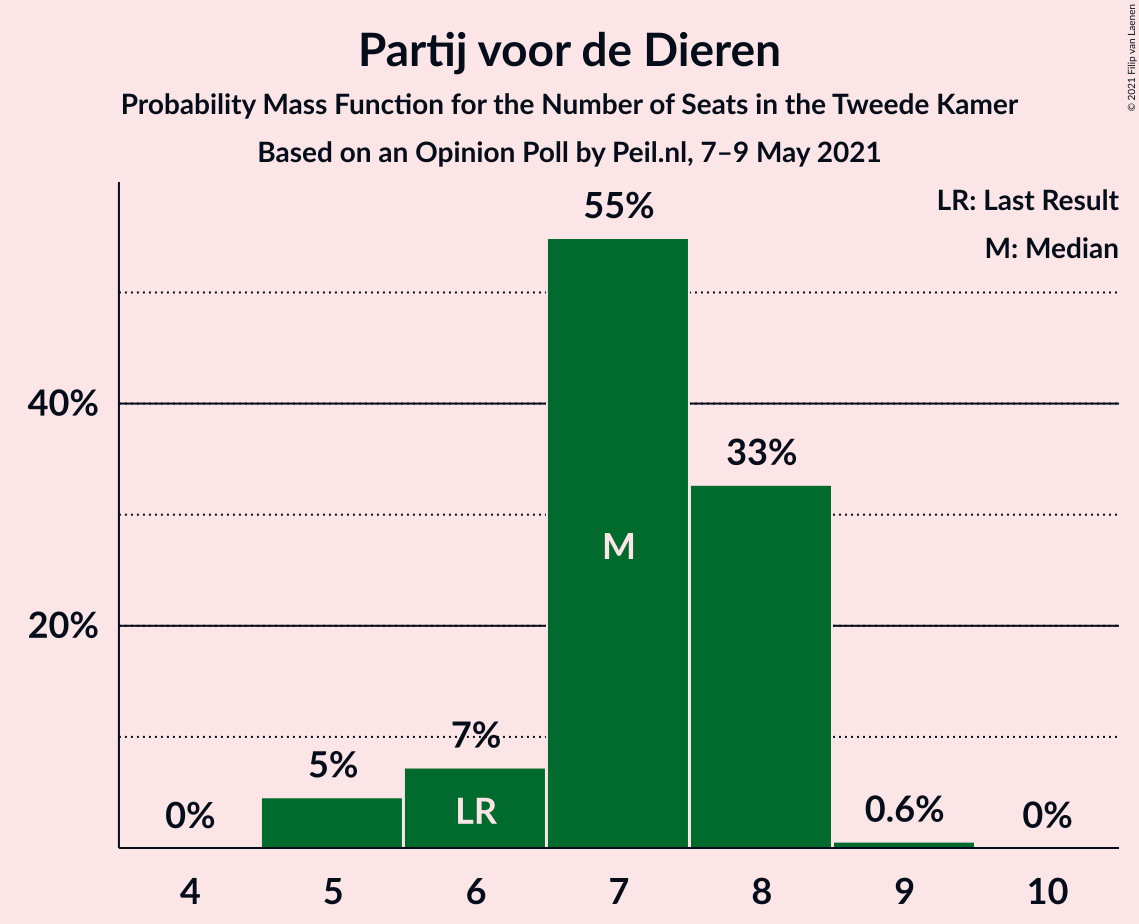 Partij voor de Dieren
Probability Mass Function for the Number of Seats in the Tweede Kamer
Based on an Opinion Poll by Peil.nl, 7–9 May 2021
© 2021 Filip van Laenen
LR: Last Result
M: Median
55%
40%
33%
M
20%
7%
5%
LR
0%
0.6%
0%
4 5 6 7 8 9 10